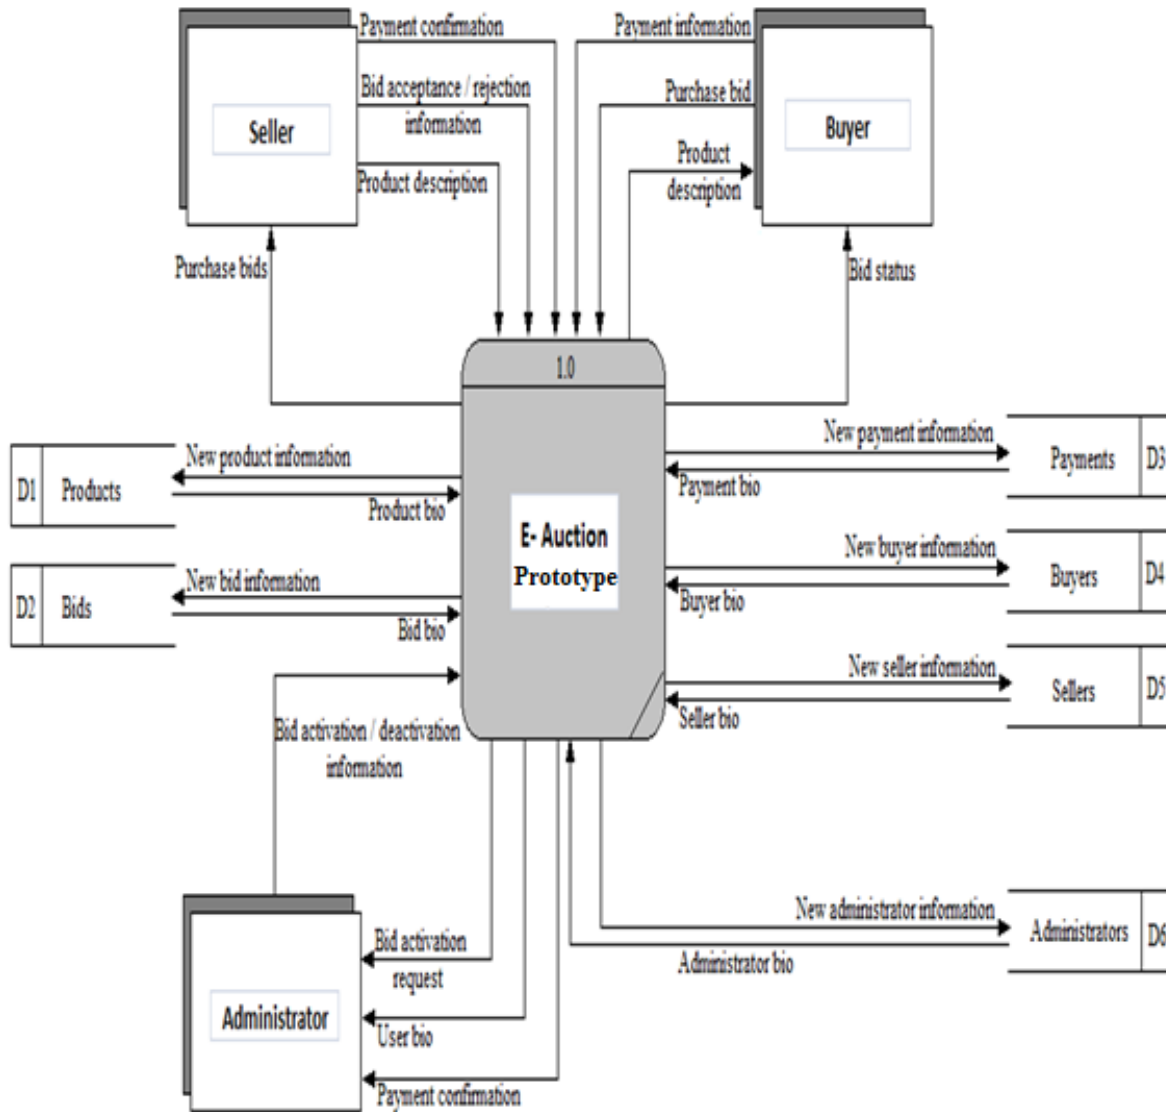 Payment confirmation
Bid acceptance / rejection
information
Seller
Product description
Purchase bids
Payment information
Purchase bid
Buyer
Product
description
Bid status
1.0
E- Auction
Prototype
D1 Products
New product information
Product bio
D2 Bids
New bid information
Bid bio
New payment information
Payment bio
Payments D3
New buyer information
Buyer bio
Buyers D4
New seller information
Seller bio
Sellers D5
Bid activation / deactivation
information
New administrator information
Administrator bio
Administrators D6
Administrator
Bid activation
request
User bio
Payment confirmation